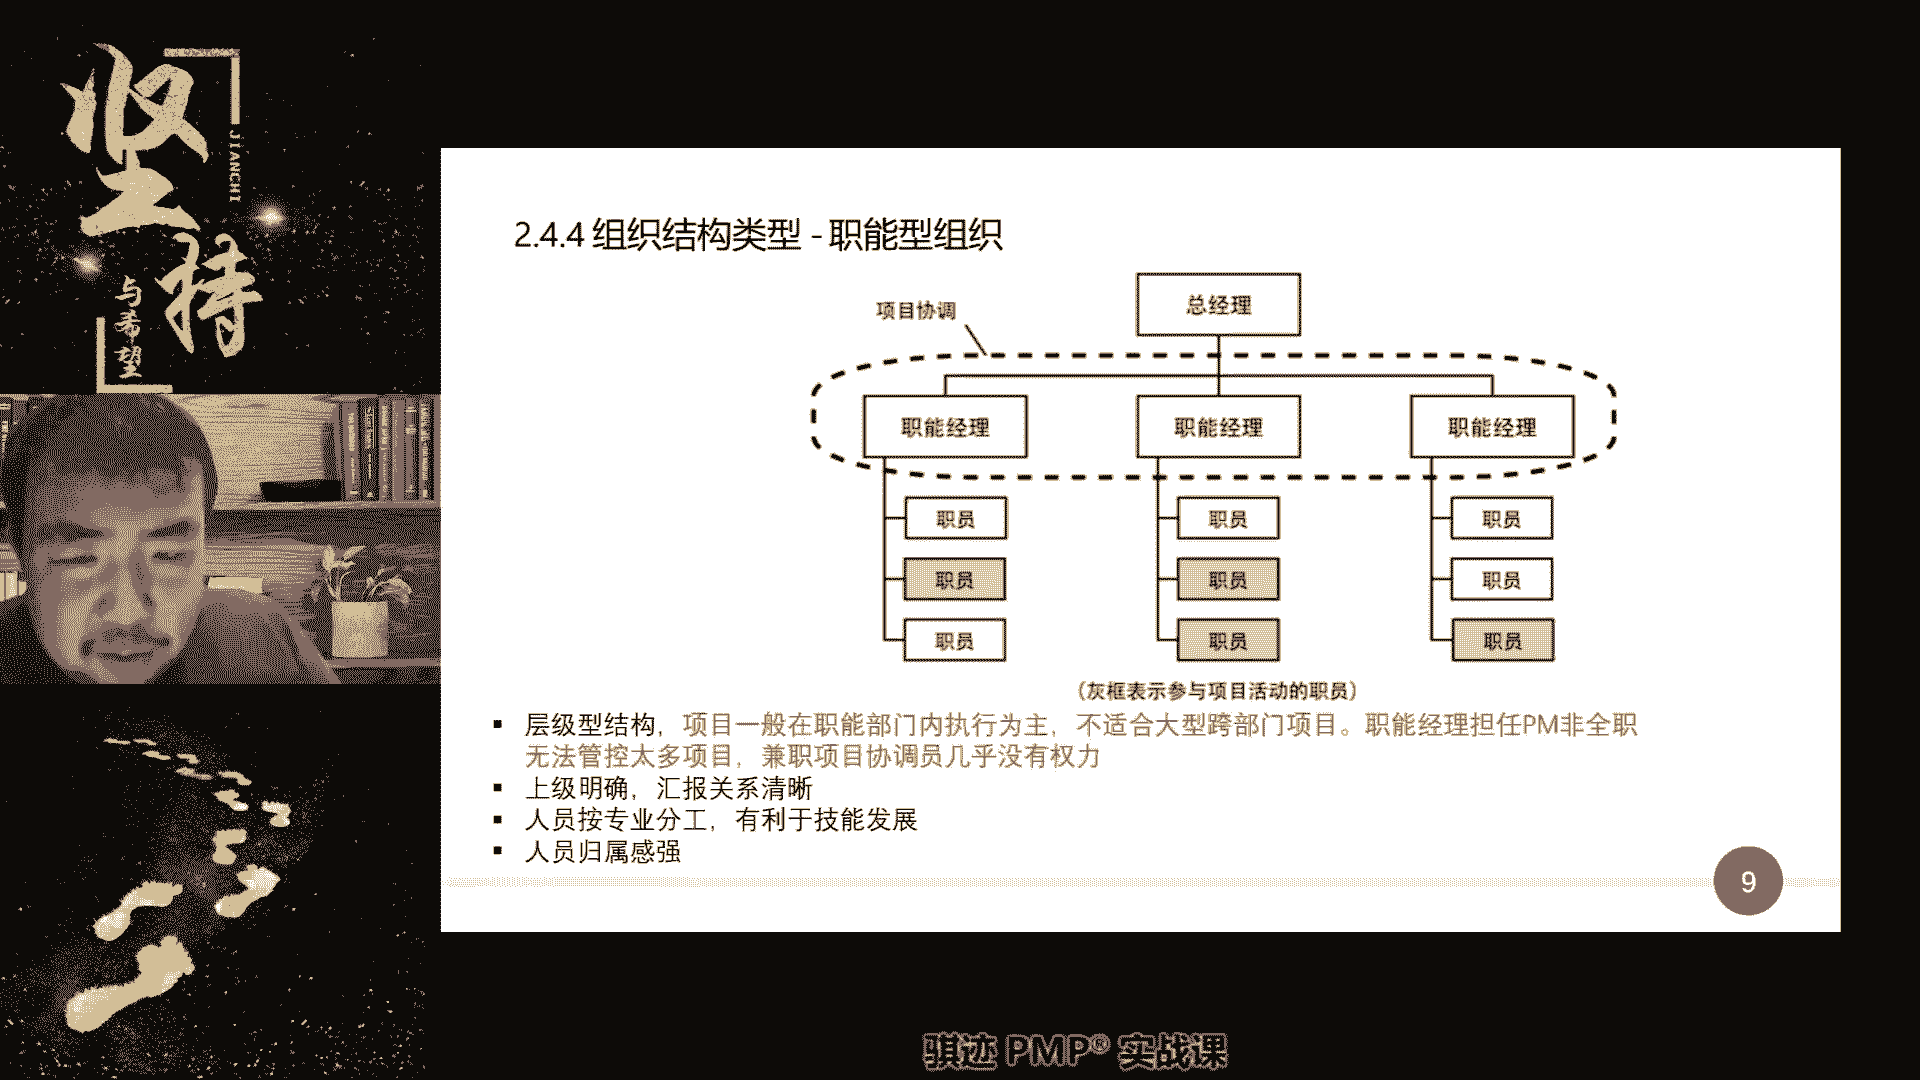 坚持
JIANCHI
与希望
2.4.4 组织结构类型 - 职能型组织
项目协调
总经理
职能经理 职能经理 职能经理
职员 职员 职员
职员 职员 职员
职员 职员 职员
（灰框表示参与项目活动的职员）
▪ 层级型结构，项目一般在职能部门内执行为主，不适合大型跨部门项目。职能经理担任PM非全职
无法管控太多项目，兼职项目协调员几乎没有权力
▪ 上级明确，汇报关系清晰
▪ 人员按专业分工，有利于技能发展
▪ 人员归属感强
9
骐迹 PMP® 实战课